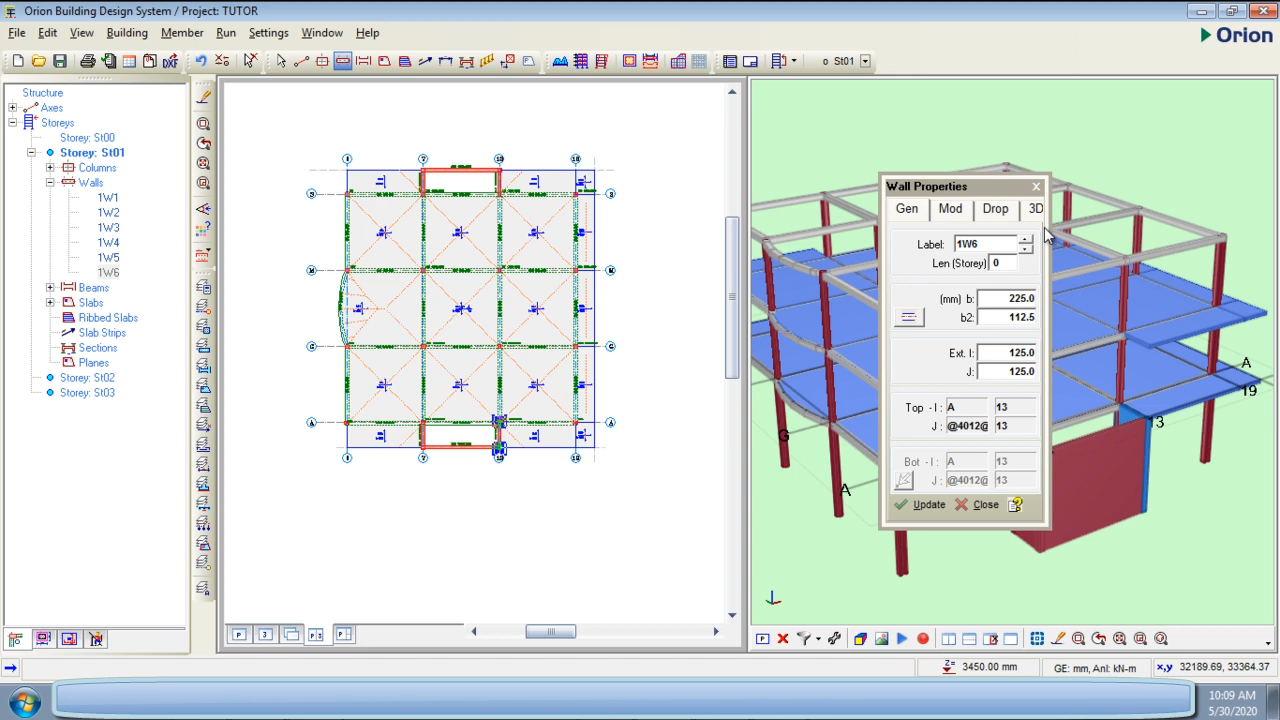 Orion Building Design System / Project: TUTOR
File Edit View Building Member Run Settings Window Help
Orion
DXF
o St01
Structure
Axes
Storeys
Storey: St00
Storey: St01
Columns
Walls
1W1
1W2
1W3
1W4
1W5
1W6
Beams
Slabs
Ribbed Slabs
Slab Strips
Sections
Planes
Storey: St02
Storey: St03
Wall Properties
Gen Mod Drop 3D
Label: 1W6
Len (Storey) 0
(mm) b: 225.0
b2: 112.5
Ext. I: 125.0
J: 125.0
Top - I : A 13
J : @4012@ 13
Bot - I : A 13
J : @4012@ 13
Update Close
A
19
13
G
A
Z= 3450.00 mm
GE: mm, Anl: kN-m
x,y 32189.69, 33364.37
10:09 AM
5/30/2020